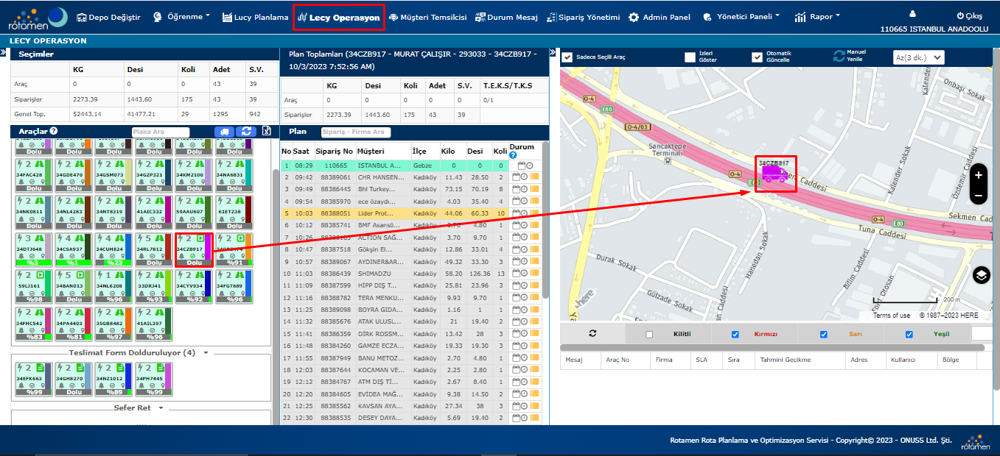 rotamen
Depo Değiştir
Öğrenme
Lucy Planlama
Lecy Operasyon
Müşteri Temsilcisi
Durum Mesaj
Sipariş Yönetimi
Admin Panel
Yönetici Paneli
Rapor
Çıkış
110665 ISTANBUL ANADOOLU
LECY OPERASYON
Seçimler
KG Desi Koli Adet S.V.
Araç 0 0 0 43 39
Siparişler 2273.39 1443.60 175 43 39
Genel Top. 52443.14 41477.21 29 1295 942
Araçlar
Plaka Ara
Dolu Dolu Dolu Dolu Dolu Dolu
2 2 2 2 2 2
34PAC428 34GDE470 34GSM073 34GZP321 34KM2100 34NA6831
Dolu Dolu Dolu Dolu Dolu Dolu
2 2 2 2 2 2
34NK0811 34NL4283 34NT8319 41AIC332 59AAU607 61ET238
Dolu Dolu Dolu Dolu Dolu Dolu
3 4 4 5 2 2
34DTJ648 34CSA937 34CUH824 34RL7812 34CZB917
%3 %1 %23 Dolu Dolu %91
2 5 1 2 2 2
59LJ161 34BAN013 34NL6208 33DR341 34CYV934 34FGT689
%98 Dolu %96 %93 %92 %96
2 2 2 2
34FHC542 34PA4403 35GB8482 41AIL397
%83 %81 %97 %96
Teslimat Form Dolduruluyor (4)
2 2 2 2
34EFK663 34GH8270 34NZ1012 34PH7445
%99 Dolu %89 %99
Sefer Ret
Plan Toplamları (34CZB917 - MURAT ÇALIŞIR - 293033 - 34CZB917 -
10/3/2023 7:52:56 AM)
KG Desi Koli Adet S.V. T.E.K.S/T.K.S
Araç 0 0 0 0 0 0/1
Siparişler 2273.39 1443.60 175 43 39
Plan
Sipariş - Firma Ara
No Saat Sipariş No Müşteri İlçe Kilo Desi Koli Durum
1 08:29 110665 ISTANBUL A... Gebze 0 0 0
2 09:42 88389061 CHR HANSEN... Kadıköy 11.43 28.50 2
3 09:49 88386445 Bhl Turkey... Kadıköy 73.15 70.19 8
4 09:54 88385970 ece özaydı... Kadıköy 4.03 35.40 4
5 10:03 88388051 Lider Prot... Kadıköy 44.06 60.33 10
6 10:12 88385741 BMF Asansö... Kadıköy 4.80 1
7 10:26 ACTİON SAĞ... Kadıköy 3.70 9.70 1
8 10:47 88387518 Gökşin El... Kadıköy 12.86 33.01 4
9 10:57 88389067 AYDINER&AR... Kadıköy 49.32 33.30 3
10 11:03 88386439 SHIMADZU Kadıköy 58.20 126.36 13
11 11:09 88387599 HİPP DIŞ T... Kadıköy 25.81 23.96 3
12 11:16 88388782 TERA MENKU... Kadıköy 9.93 9.70 1
13 11:25 88389098 BOYRA GIDA... Kadıköy 1.16 1 1
14 11:32 88385676 ATAK ULUSL... Kadıköy 21 19.40 2
15 11:41 88386359 DİRK ROSSM... Kadıköy 13.42 28 3
16 11:48 88384260 GAMZE ECZA... Kadıköy 19.33 19.30 3
17 11:55 88387949 BANU METOZ... Kadıköy 2.70 4.80 1
18 12:03 88387644 KOCAMAN VE... Kadıköy 2.25 2.80 1
19 12:12 88384767 ATM DIŞ Tİ... Kadıköy 2.67 8.40 1
20 12:20 88384605 EVİDEA MAĞ... Kadıköy 9.38 14.50 2
21 12:25 88385562 KAVSAN AYA... Kadıköy 27.34 38 3
22 12:30 88388535 DESEY DAYA... Kadıköy 5.69 19.40 2
Sadece Seçili Araç
İzleri
Göster
Otomatik
Güncelle
Manuel
Yenile
Az(3 dk.)
O-4
E80
O-4/03
Sancaktepe
Terminali
O-4
34CZB917
Kalender Sokak
Onbaşı Sokak
Kalender Sokak
Özdemir Caddesi
men Caddesi
O-4
E80
Sekmen Cad
Tuna Caddesi
Durak Sokak
Hanedan Sokak
Gülzade Sokak
an Caddesi
Bilim Caddesi
Ford Otosan
here
200 m
Terms of use © 1987–2023 HERE
+
−
Kilitli
Kırmızı
Sarı
Yeşil
Mesaj Araç No Firma SLA Sıra Tahmini Gecikme Adres Kullanıcı Bölge
Rotamen Rota Planlama ve Optimizasyon Servisi - Copyright© 2023 - ONUSS Ltd. Şti.
rotamen